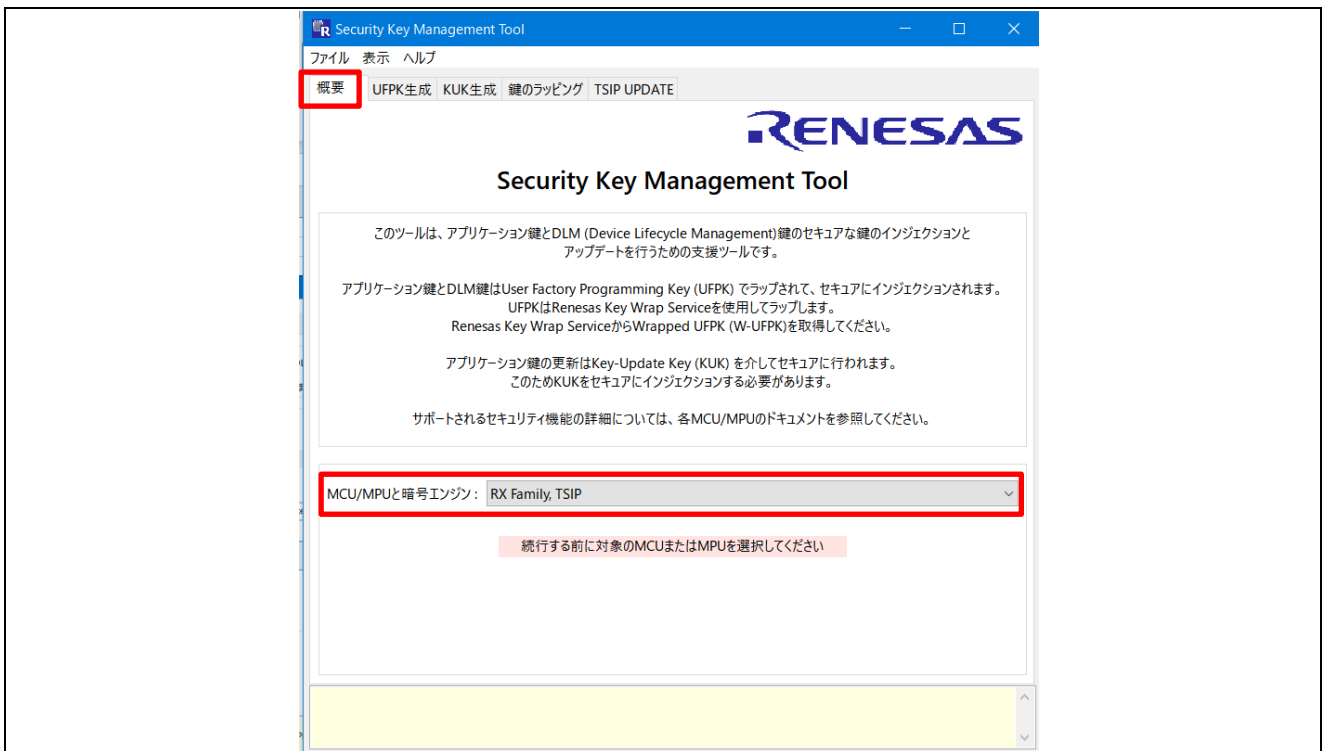 Security Key Management Tool
ファイル 表示 ヘルプ
概要 UFPK生成 KUK生成 鍵のラッピング TSIP UPDATE
RENESAS
Security Key Management Tool
このツールは、アプリケーション鍵とDLM (Device Lifecycle Management)鍵のセキュアな鍵のインジェクションと
アップデートを行うための支援ツールです。
アプリケーション鍵とDLM鍵はUser Factory Programming Key (UFPK) でラップされて、セキュアにインジェクションされます。
UFPKはRenesas Key Wrap Serviceを使用してラップします。
Renesas Key Wrap ServiceからWrapped UFPK (W-UFPK)を取得してください。
アプリケーション鍵の更新はKey-Update Key (KUK) を介してセキュアに行われます。
このためKUKをセキュアにインジェクションする必要があります。
サポートされるセキュリティ機能の詳細については、各MCU/MPUのドキュメントを参照してください。
MCU/MPUと暗号エンジン : RX Family, TSIP
続行する前に対象のMCUまたはMPUを選択してください